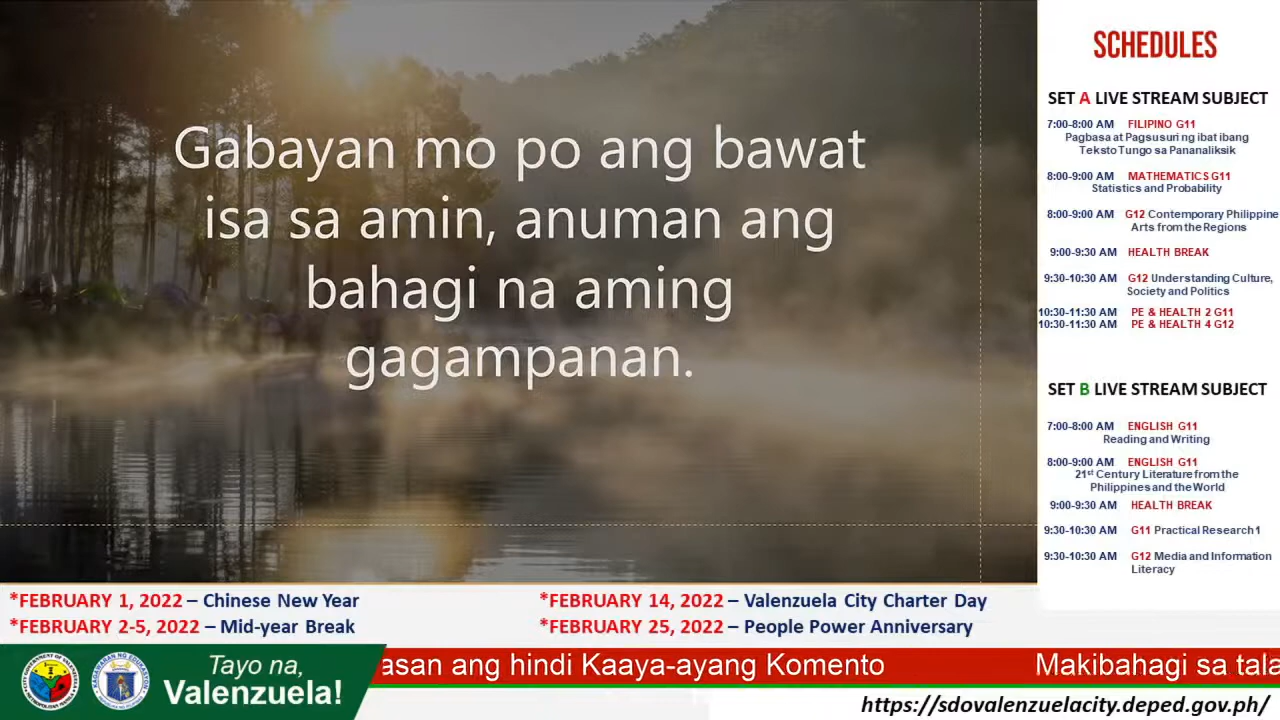 Gabayan mo po ang bawat
isa sa amin, anuman ang
bahagi na aming
gagampanan.
SCHEDULES
SET A LIVE STREAM SUBJECT
7:00-8:00 AM FILIPINO G11
Pagbasa at Pagsusuri ng ibat ibang
Teksto Tungo sa Pananaliksik
8:00-9:00 AM MATHEMATICS G11
Statistics and Probability
8:00-9:00 AM G12 Contemporary Philippine
Arts from the Regions
9:00-9:30 AM HEALTH BREAK
9:30-10:30 AM G12 Understanding Culture,
Society and Politics
10:30-11:30 AM PE & HEALTH 2 G11
10:30-11:30 AM PE & HEALTH 4 G12
SET B LIVE STREAM SUBJECT
7:00-8:00 AM ENGLISH G11
Reading and Writing
8:00-9:00 AM ENGLISH G11
21st Century Literature from the
Philippines and the World
9:00-9:30 AM HEALTH BREAK
9:30-10:30 AM G11 Practical Research 1
9:30-10:30 AM G12 Media and Information
Literacy
*FEBRUARY 1, 2022 – Chinese New Year
*FEBRUARY 2-5, 2022 – Mid-year Break
*FEBRUARY 14, 2022 – Valenzuela City Charter Day
*FEBRUARY 25, 2022 – People Power Anniversary
Tayo na,
Valenzuela!
asan ang hindi Kaaya-ayang Komento Makibahagi sa tala
https://sdovalenzuelacity.deped.gov.ph/